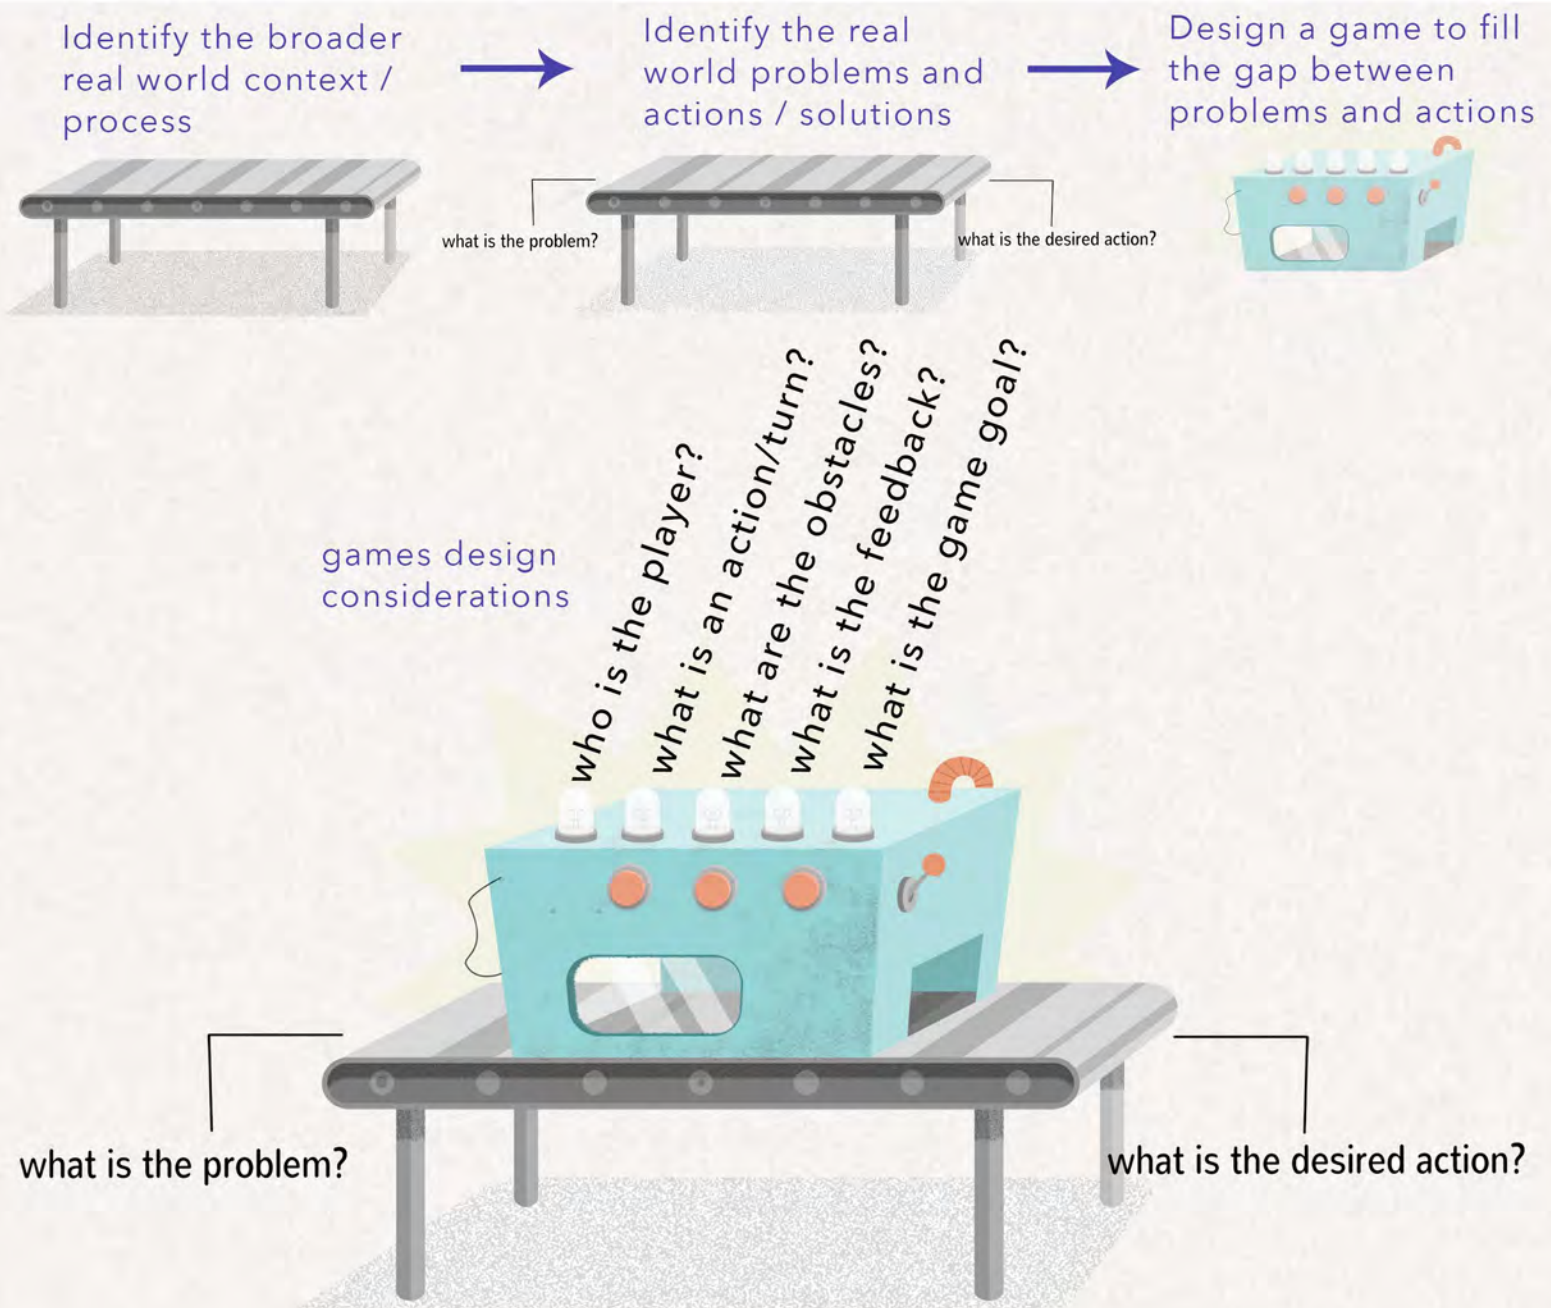 Identify the broader
real world context /
process
Identify the real
world problems and
actions / solutions
Design a game to fill
the gap between
problems and actions
what is the problem?
what is the desired action?
games design
considerations
who is the player?
what is an action/turn?
what are the obstacles?
what is the feedback?
what is the game goal?
what is the problem?
what is the desired action?